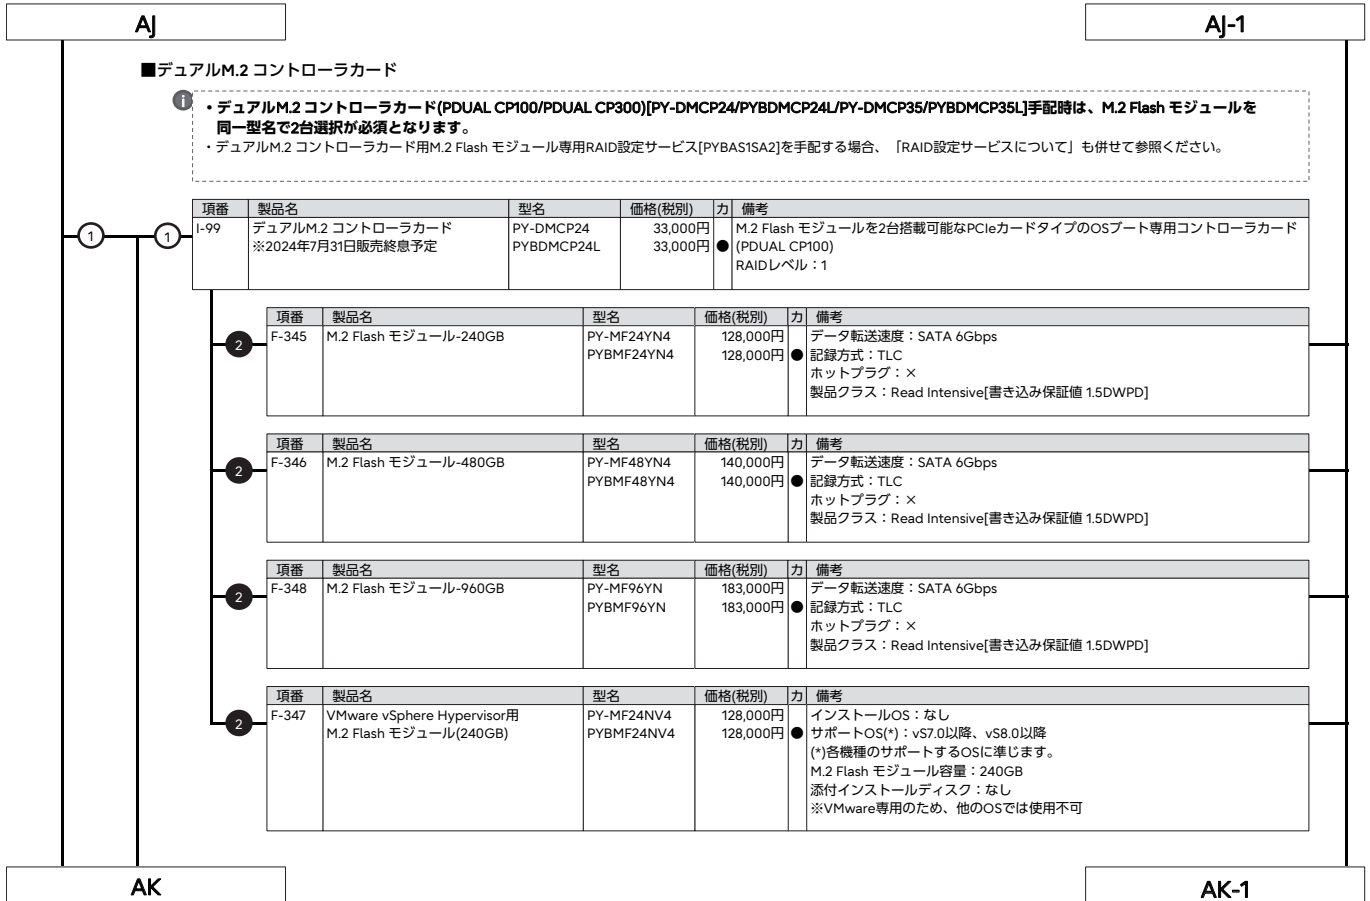 AJ
AJ-1
■デュアルM.2 コントローラカード
i
・デュアルM.2 コントローラカード(PDUAL CP100/PDUAL CP300)[PY-DMCP24/PYBDMCP24L/PY-DMCP35/PYBDMCP35L]手配時は、M.2 Flash モジュールを
同一型名で2台選択が必須となります。
・デュアルM.2 コントローラカード用M.2 Flash モジュール専用RAID設定サービス[PYBAS1SA2]を手配する場合、「RAID設定サービスについて」も併せて参照ください。
項番 製品名 型名 価格(税別) カ 備考
1 1 I-99 デュアルM.2 コントローラカード PY-DMCP24 33,000円 M.2 Flash モジュールを2台搭載可能なPCIeカードタイプのOSブート専用コントローラカード
※2024年7月31日販売終息予定 PYBDMCP24L 33,000円 ● (PDUAL CP100)
RAIDレベル：1
項番 製品名 型名 価格(税別) カ 備考
2 F-345 M.2 Flash モジュール-240GB PY-MF24YN4 128,000円 データ転送速度：SATA 6Gbps
PYBMF24YN4 128,000円 ● 記録方式：TLC
ホットプラグ：×
製品クラス：Read Intensive[書き込み保証値 1.5DWPD]
項番 製品名 型名 価格(税別) カ 備考
2 F-346 M.2 Flash モジュール-480GB PY-MF48YN4 140,000円 データ転送速度：SATA 6Gbps
PYBMF48YN4 140,000円 ● 記録方式：TLC
ホットプラグ：×
製品クラス：Read Intensive[書き込み保証値 1.5DWPD]
項番 製品名 型名 価格(税別) カ 備考
2 F-348 M.2 Flash モジュール-960GB PY-MF96YN 183,000円 データ転送速度：SATA 6Gbps
PYBMF96YN 183,000円 ● 記録方式：TLC
ホットプラグ：×
製品クラス：Read Intensive[書き込み保証値 1.5DWPD]
項番 製品名 型名 価格(税別) カ 備考
2 F-347 VMware vSphere Hypervisor用 PY-MF24NV4 128,000円 インストールOS：なし
M.2 Flash モジュール(240GB) PYBMF24NV4 128,000円 ● サポートOS(*)：vS7.0以降、vS8.0以降
(*)各機種のサポートするOSに準じます。
M.2 Flash モジュール容量：240GB
添付インストールディスク：なし
※VMware専用のため、他のOSでは使用不可
AK
AK-1